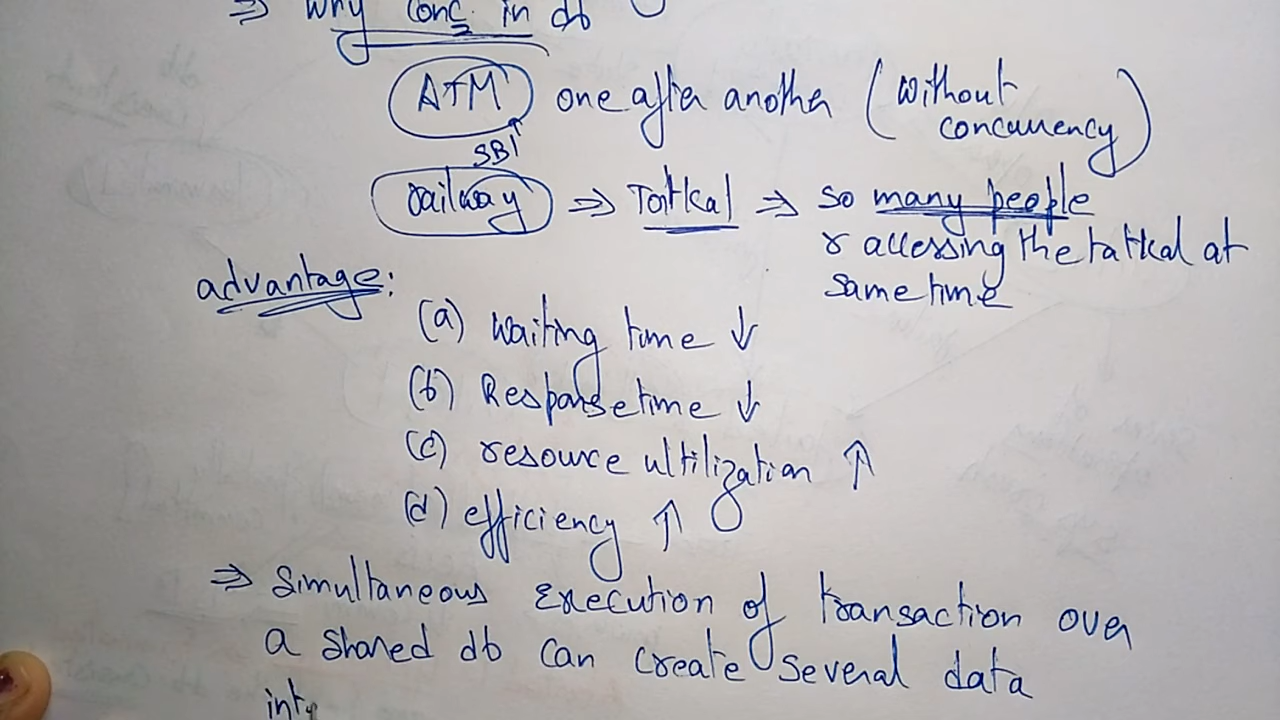 ⇒ Why conc in db
ATM one after another (without
concurrency)
SBI
railway ⇒ Tatkal ⇒ so many people
r accessing the tatkal at
same time
advantage:
(a) waiting time ↓
(b) Response time ↓
(c) resource ultilization ↑
(d) efficiency ↑
⇒ Simultaneous Execution of transaction over
a shared db can create several data